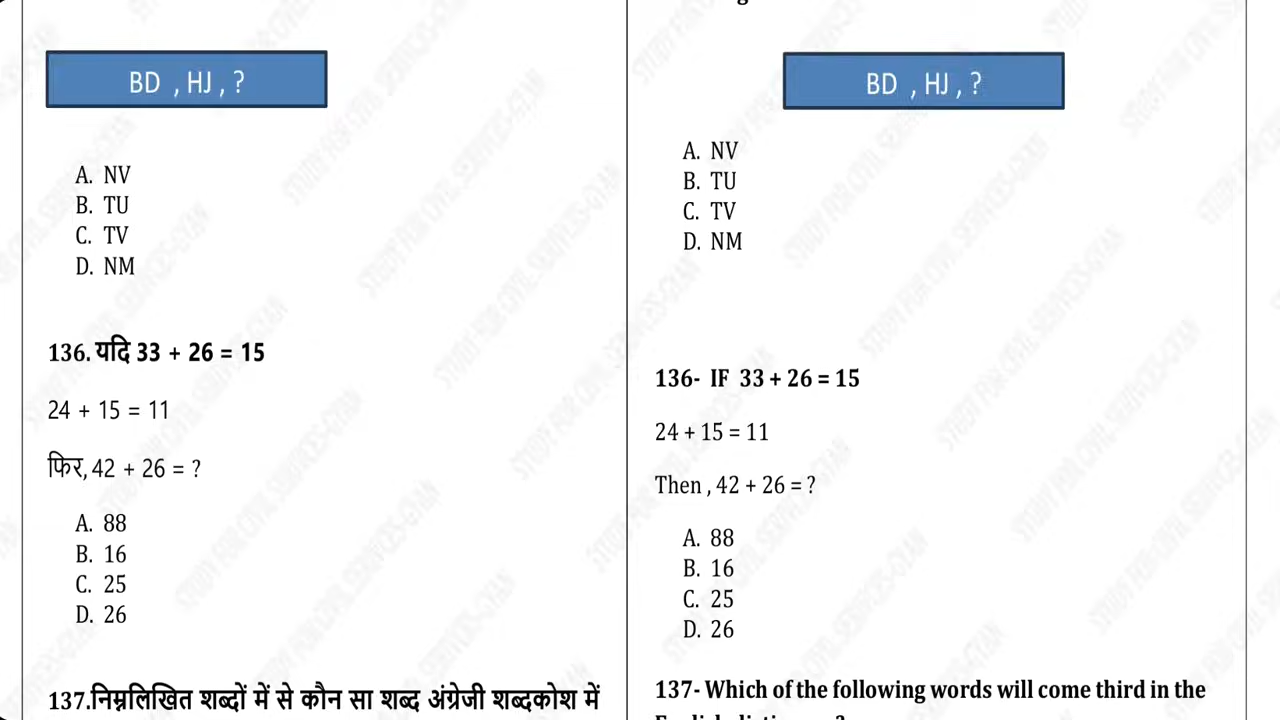 BD , HJ , ?
A. NV
B. TU
C. TV
D. NM
136. यदि 33 + 26 = 15
24 + 15 = 11
फिर, 42 + 26 = ?
A. 88
B. 16
C. 25
D. 26
137.निम्नलिखित शब्दों में से कौन सा शब्द अंग्रेजी शब्दकोश में
BD , HJ , ?
A. NV
B. TU
C. TV
D. NM
136- IF 33 + 26 = 15
24 + 15 = 11
Then , 42 + 26 = ?
A. 88
B. 16
C. 25
D. 26
137- Which of the following words will come third in the